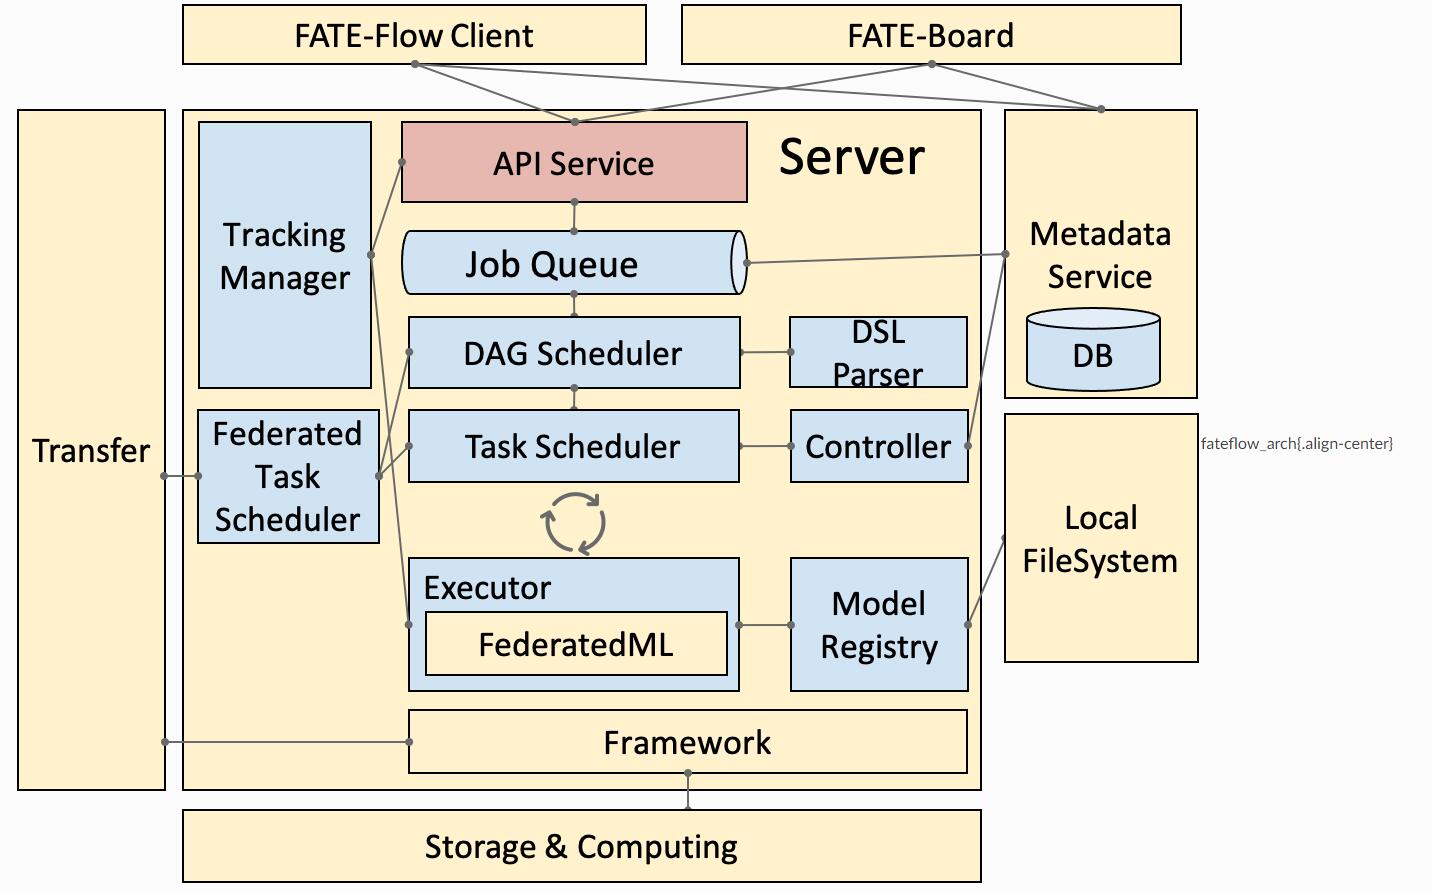 FATE-Flow Client
FATE-Board
Server
API Service
Tracking
Manager
Job Queue
Metadata
Service
DB
DAG Scheduler
DSL
Parser
Transfer
Federated
Task
Scheduler
Task Scheduler
Controller
fateflow_arch{.align-center}
Local
FileSystem
Executor
FederatedML
Model
Registry
Framework
Storage & Computing